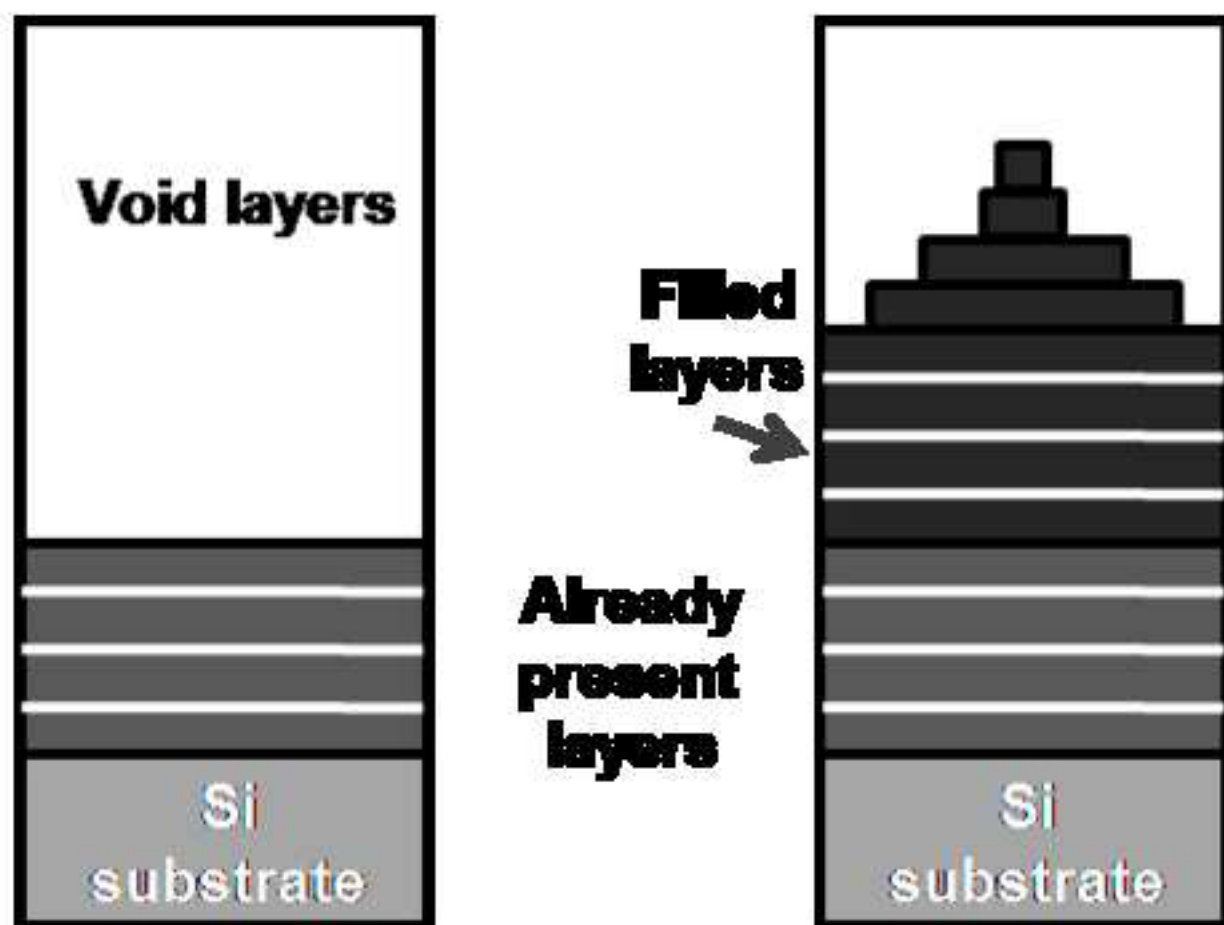 Void layers
Filled
layers
Already
present
layers
Si
substrate
Si
substrate